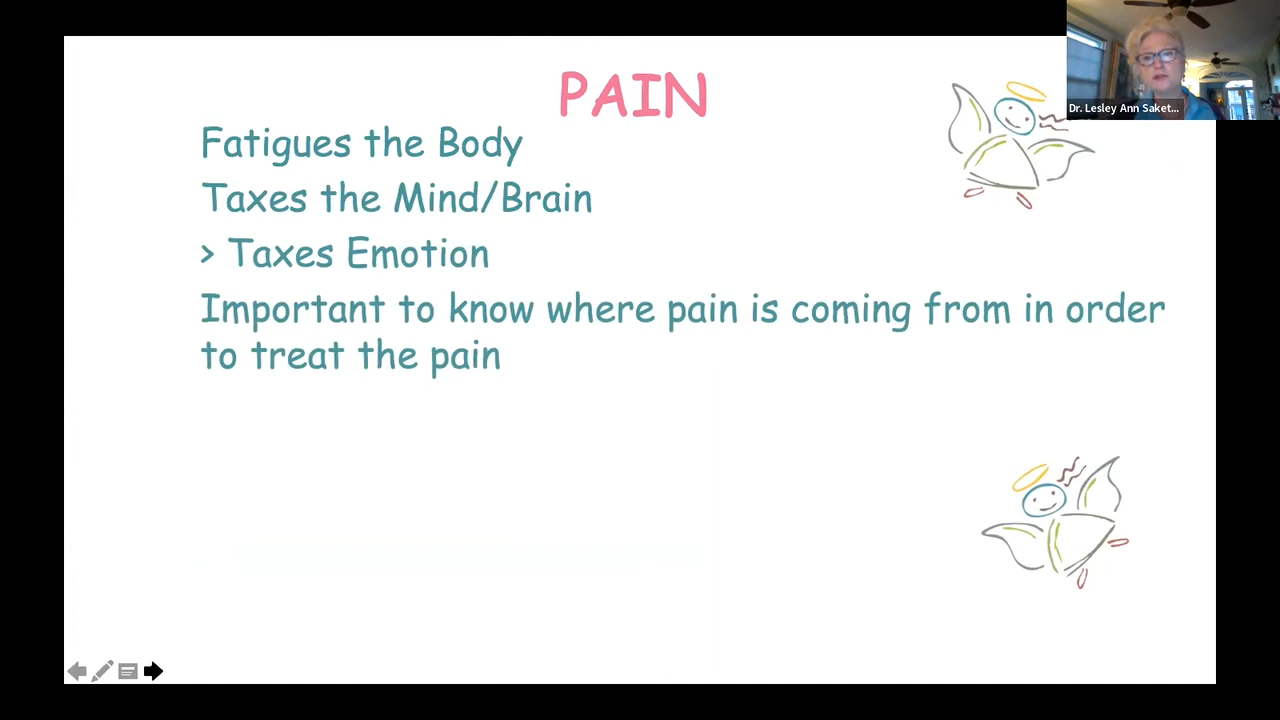 PAIN
Dr. Lesley Ann Saket...
Fatigues the Body
Taxes the Mind/Brain
> Taxes Emotion
Important to know where pain is coming from in order
to treat the pain